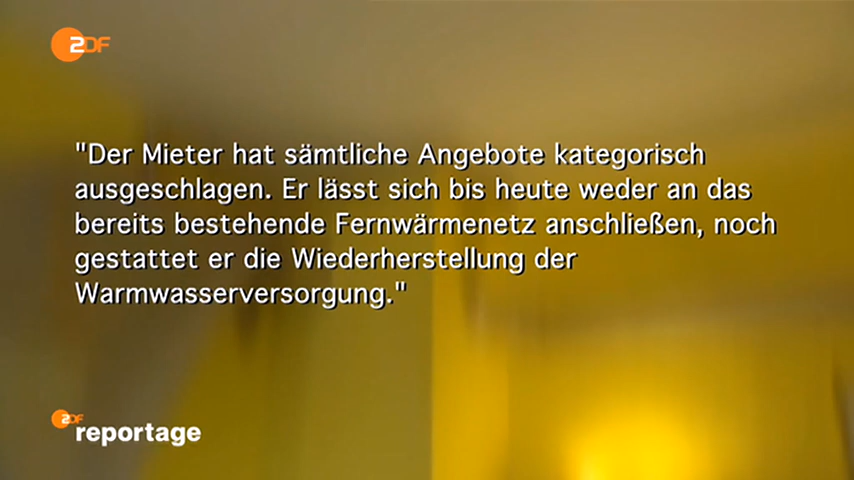 ZDF
"Der Mieter hat sämtliche Angebote kategorisch
ausgeschlagen. Er lässt sich bis heute weder an das
bereits bestehende Fernwärmenetz anschließen, noch
gestattet er die Wiederherstellung der
Warmwasserversorgung."
ZDF
reportage